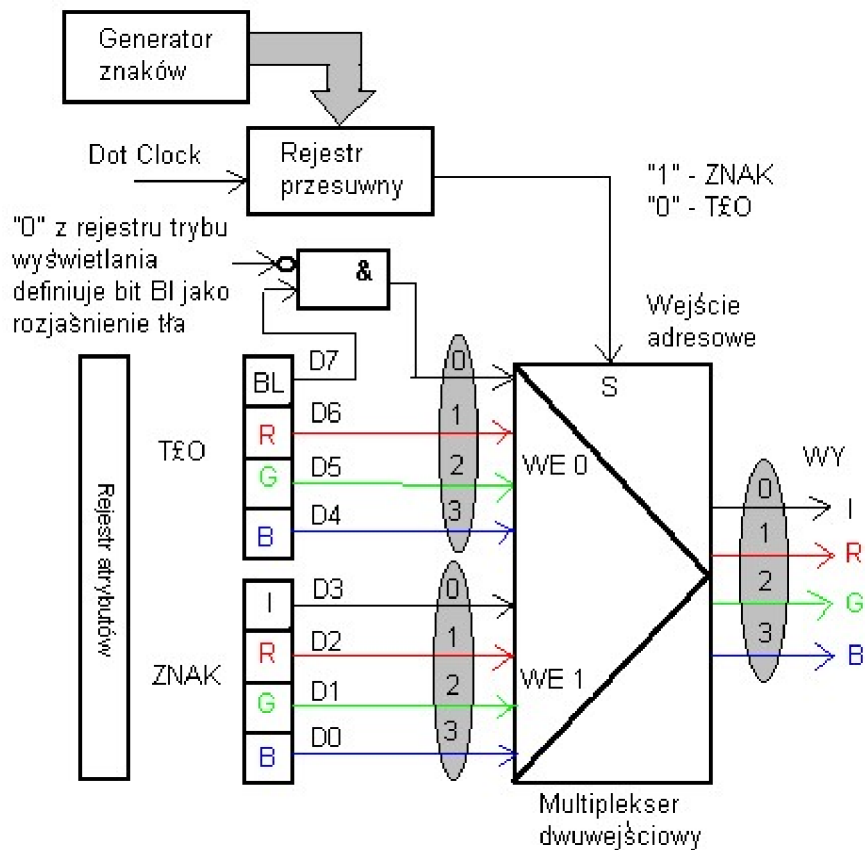 Generator
znaków
Dot Clock
Rejestr
przesuwny
"1" - ZNAK
"0" - T£O
"0" z rejestru trybu
wyświetlania
definiuje bit BI jako
rozjaśnienie tła
&
Wejście
adresowe
S
Rejestr atrybutów
T£O
BL
D7
0
R
D6
1
G
D5
2
B
D4
3
WE 0
ZNAK
I
D3
0
R
D2
1
G
D1
2
B
D0
3
WE 1
WY
0
I
1
R
2
G
3
B
Multiplekser
dwuwejściowy